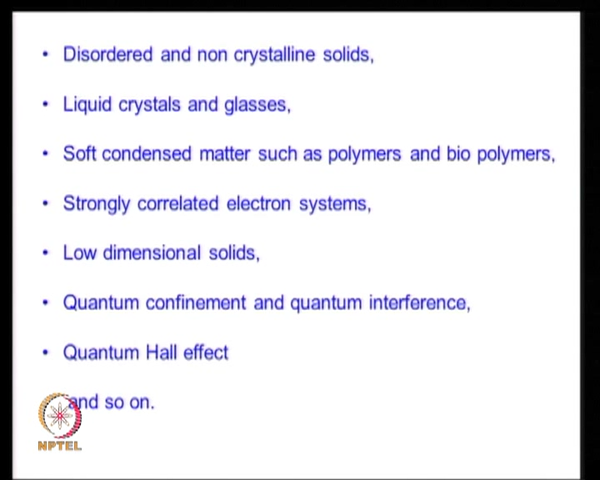 • Disordered and non crystalline solids,
• Liquid crystals and glasses,
• Soft condensed matter such as polymers and bio polymers,
• Strongly correlated electron systems,
• Low dimensional solids,
• Quantum confinement and quantum interference,
• Quantum Hall effect
and so on.
NPTEL